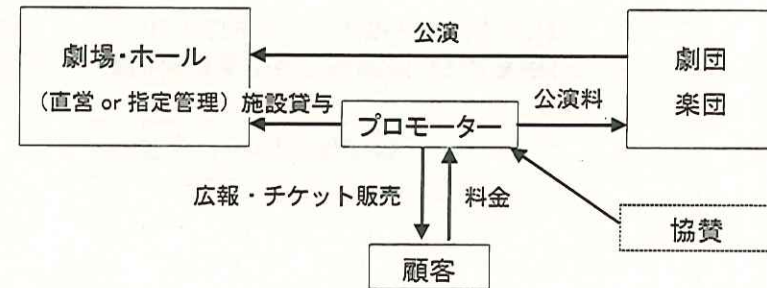 公演
劇場・ホール
（直営 or 指定管理）
施設貸与
劇団
楽団
公演料
プロモーター
広報・チケット販売
料金
協賛
顧客